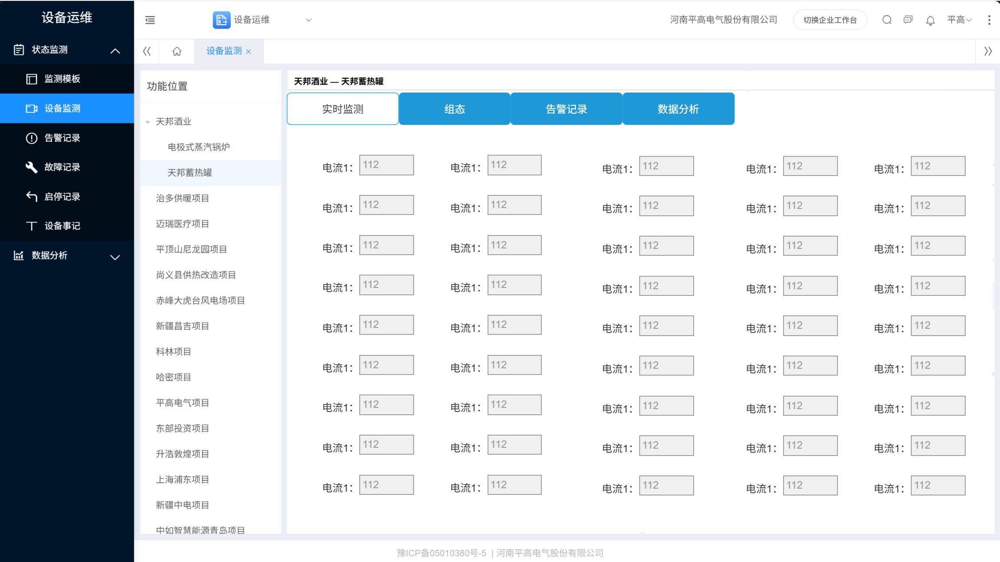 设备运维
状态监测
监测模板
设备监测
告警记录
故障记录
启停记录
设备事记
数据分析
设备运维
河南平高电气股份有限公司
切换企业工作台
平高
设备监测 ×
功能位置
天邦酒业
电极式蒸汽锅炉
天邦蓄热罐
治多供暖项目
迈瑞医疗项目
平顶山尼龙园项目
尚义县供热改造项目
赤峰大虎台风电场项目
新疆昌吉项目
科林项目
哈密项目
平高电气项目
东部投资项目
升浩敦煌项目
上海浦东项目
新疆中电项目
中如智慧能源青岛项目
天邦酒业 — 天邦蓄热罐
实时监测 组态 告警记录 数据分析
电流1： 112 电流1： 112 电流1： 112 电流1： 112 电流1： 112
电流1： 112 电流1： 112 电流1： 112 电流1： 112 电流1： 112
电流1： 112 电流1： 112 电流1： 112 电流1： 112 电流1： 112
电流1： 112 电流1： 112 电流1： 112 电流1： 112 电流1： 112
电流1： 112 电流1： 112 电流1： 112 电流1： 112 电流1： 112
电流1： 112 电流1： 112 电流1： 112 电流1： 112 电流1： 112
电流1： 112 电流1： 112 电流1： 112 电流1： 112 电流1： 112
电流1： 112 电流1： 112 电流1： 112 电流1： 112 电流1： 112
电流1： 112 电流1： 112 电流1： 112 电流1： 112 电流1： 112
豫ICP备05010380号-5 | 河南平高电气股份有限公司